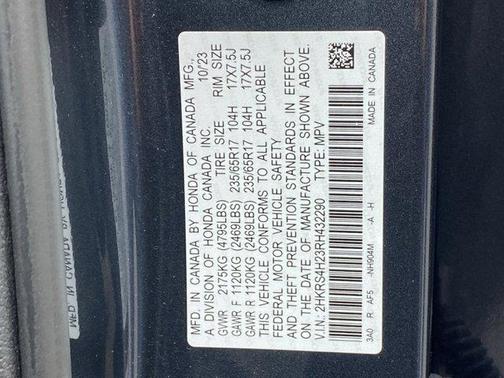 MFD. IN CANADA BY HONDA OF CANADA MFG.,
A DIVISION OF HONDA CANADA INC. 10/23
TIRE SIZE RIM SIZE
GVWR 2175KG (4795LBS)
GAWR F 1120KG (2469LBS) 235/65R17 104H 17X7.5J
GAWR R 1120KG (2469LBS) 235/65R17 104H 17X7.5J
THIS VEHICLE CONFORMS TO ALL APPLICABLE
FEDERAL MOTOR VEHICLE SAFETY
AND THEFT PREVENTION STANDARDS IN EFFECT
ON THE DATE OF MANUFACTURE SHOWN ABOVE.
V.I.N: 2HKRS4H23RH432290 TYPE: MPV
3A0 R AF5 -NH904M -A -H MADE IN CANADA